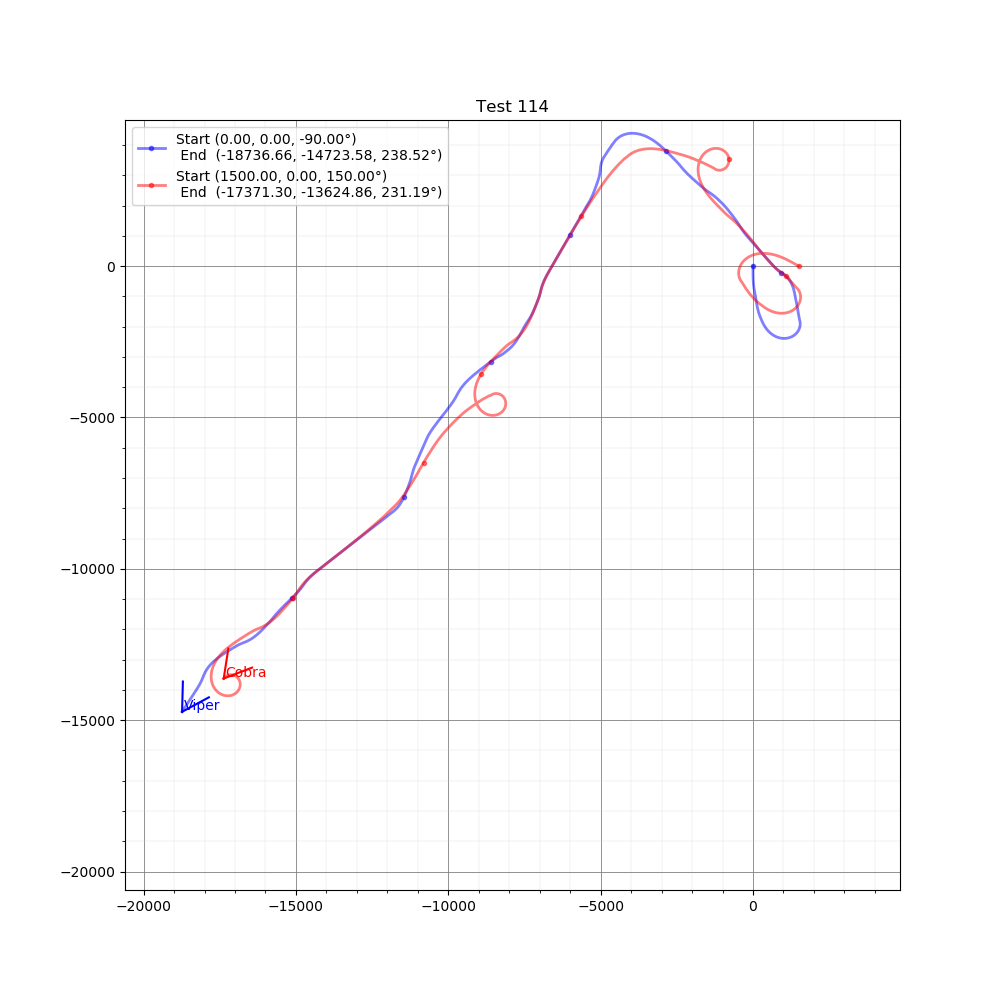 Test 114
Start (0.00, 0.00, -90.00°)
End  (-18736.66, -14723.58, 238.52°)
Start (1500.00, 0.00, 150.00°)
End  (-17371.30, -13624.86, 231.19°)
0
−5000
−10000
Cobra
Viper
−15000
−20000
−20000
−15000
−10000
−5000
0